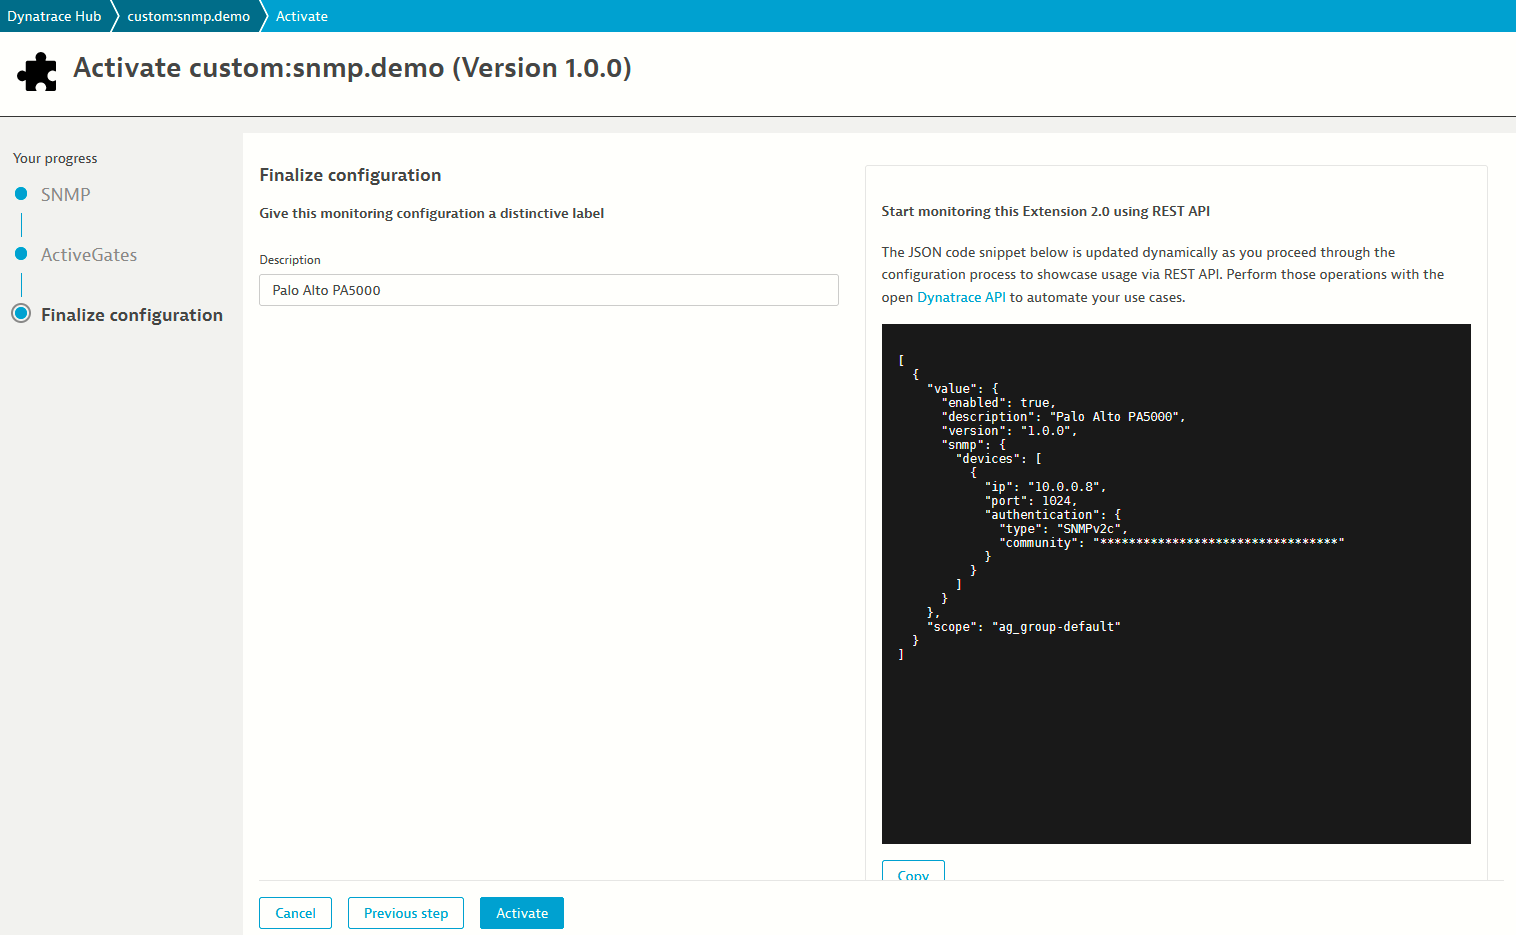 Dynatrace Hub
custom:snmp.demo
Activate
Activate custom:snmp.demo (Version 1.0.0)
Your progress
SNMP
ActiveGates
Finalize configuration
Finalize configuration
Give this monitoring configuration a distinctive label
Description
Palo Alto PA5000
Start monitoring this Extension 2.0 using REST API
The JSON code snippet below is updated dynamically as you proceed through the
configuration process to showcase usage via REST API. Perform those operations with the
open Dynatrace API to automate your use cases.
[
  {
    "value": {
      "enabled": true,
      "description": "Palo Alto PA5000",
      "version": "1.0.0",
      "snmp": {
        "devices": [
          {
            "ip": "10.0.0.8",
            "port": 1024,
            "authentication": {
              "type": "SNMPv2c",
              "community": "*********************************"
            }
          }
        ]
      }
    },
    "scope": "ag_group-default"
  }
]
Copy
Cancel
Previous step
Activate